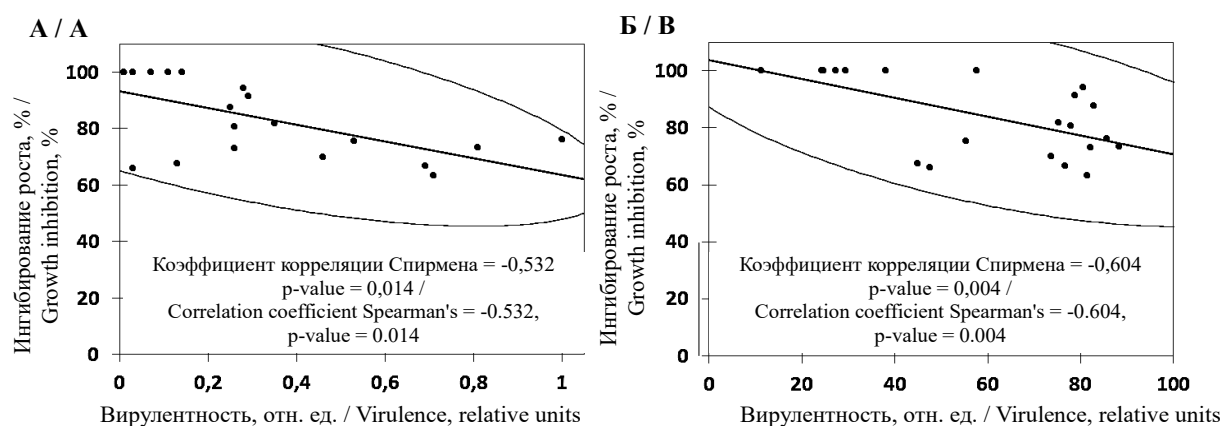 А / A
Ингибирование роста, % /
Growth inhibition, %
100
80
60
40
20
0
Коэффициент корреляции Спирмена = -0,532
p-value = 0,014 /
Correlation coefficient Spearman's = -0.532,
p-value = 0.014
0 0,2 0,4 0,6 0,8 1
Вирулентность, отн. ед. / Virulence, relative units
Б / B
Ингибирование роста, % /
Growth inhibition, %
100
80
60
40
20
0
Коэффициент корреляции Спирмена = -0,604
p-value = 0,004 /
Correlation coefficient Spearman's = -0.604,
p-value = 0.004
0 20 40 60 80 100
Вирулентность, отн. ед. / Virulence, relative units